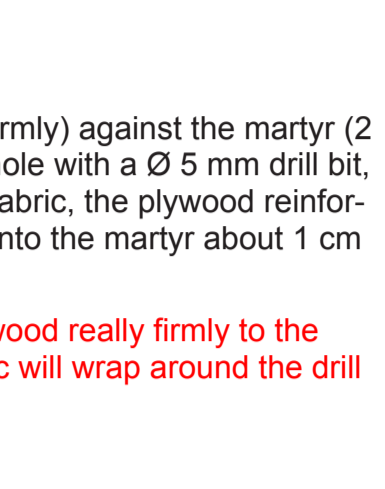 rmly) against the martyr (2
ole with a Ø 5 mm drill bit,
abric, the plywood reinfor-
nto the martyr about 1 cm
wood really firmly to the
c will wrap around the drill